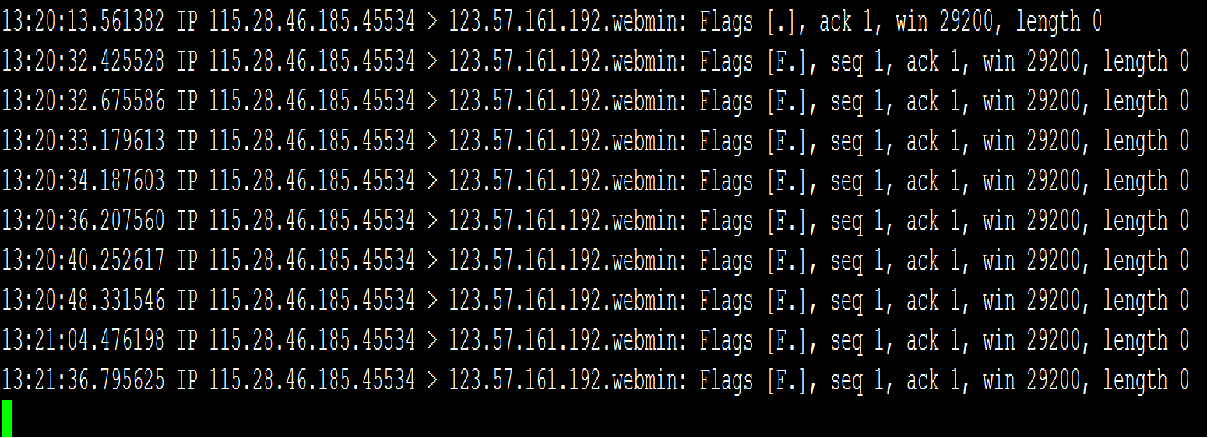 13:20:13.561382 IP 115.28.46.185.45534 > 123.57.161.192.webmin: Flags [.], ack 1, win 29200, length 0
13:20:32.425528 IP 115.28.46.185.45534 > 123.57.161.192.webmin: Flags [F.], seq 1, ack 1, win 29200, length 0
13:20:32.675586 IP 115.28.46.185.45534 > 123.57.161.192.webmin: Flags [F.], seq 1, ack 1, win 29200, length 0
13:20:33.179613 IP 115.28.46.185.45534 > 123.57.161.192.webmin: Flags [F.], seq 1, ack 1, win 29200, length 0
13:20:34.187603 IP 115.28.46.185.45534 > 123.57.161.192.webmin: Flags [F.], seq 1, ack 1, win 29200, length 0
13:20:36.207560 IP 115.28.46.185.45534 > 123.57.161.192.webmin: Flags [F.], seq 1, ack 1, win 29200, length 0
13:20:40.252617 IP 115.28.46.185.45534 > 123.57.161.192.webmin: Flags [F.], seq 1, ack 1, win 29200, length 0
13:20:48.331546 IP 115.28.46.185.45534 > 123.57.161.192.webmin: Flags [F.], seq 1, ack 1, win 29200, length 0
13:21:04.476198 IP 115.28.46.185.45534 > 123.57.161.192.webmin: Flags [F.], seq 1, ack 1, win 29200, length 0
13:21:36.795625 IP 115.28.46.185.45534 > 123.57.161.192.webmin: Flags [F.], seq 1, ack 1, win 29200, length 0